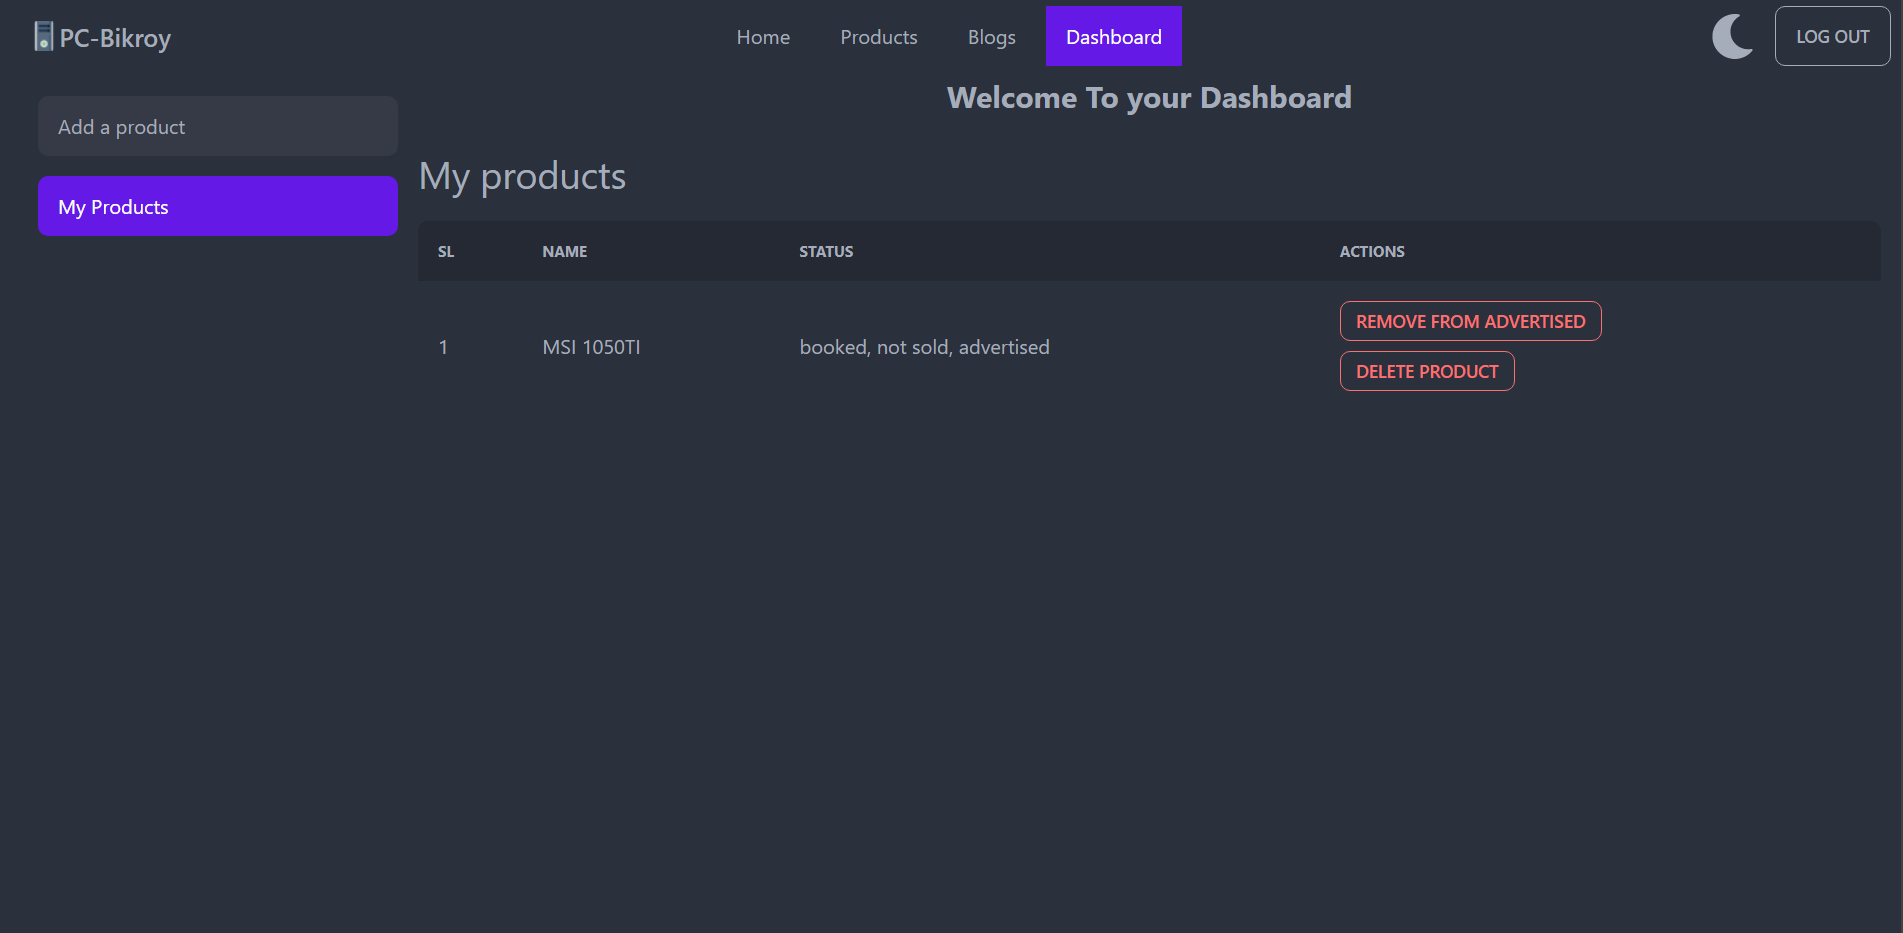 PC-Bikroy
Home Products Blogs Dashboard
LOG OUT
Add a product
My Products
Welcome To your Dashboard
My products
SL NAME STATUS ACTIONS
1 MSI 1050TI booked, not sold, advertised
REMOVE FROM ADVERTISED
DELETE PRODUCT